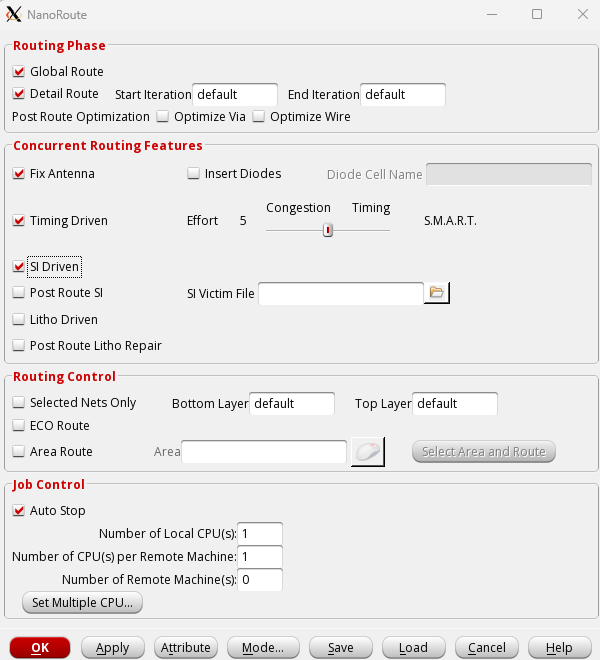 NanoRoute
Routing Phase
Global Route
Detail Route Start Iteration default End Iteration default
Post Route Optimization Optimize Via Optimize Wire
Concurrent Routing Features
Fix Antenna Insert Diodes Diode Cell Name
Congestion Timing
Timing Driven Effort 5 S.M.A.R.T.
SI Driven
Post Route SI SI Victim File
Litho Driven
Post Route Litho Repair
Routing Control
Selected Nets Only Bottom Layer default Top Layer default
ECO Route
Area Route Area Select Area and Route
Job Control
Auto Stop
Number of Local CPU(s): 1
Number of CPU(s) per Remote Machine: 1
Number of Remote Machine(s): 0
Set Multiple CPU...
OK Apply Attribute Mode... Save Load Cancel Help